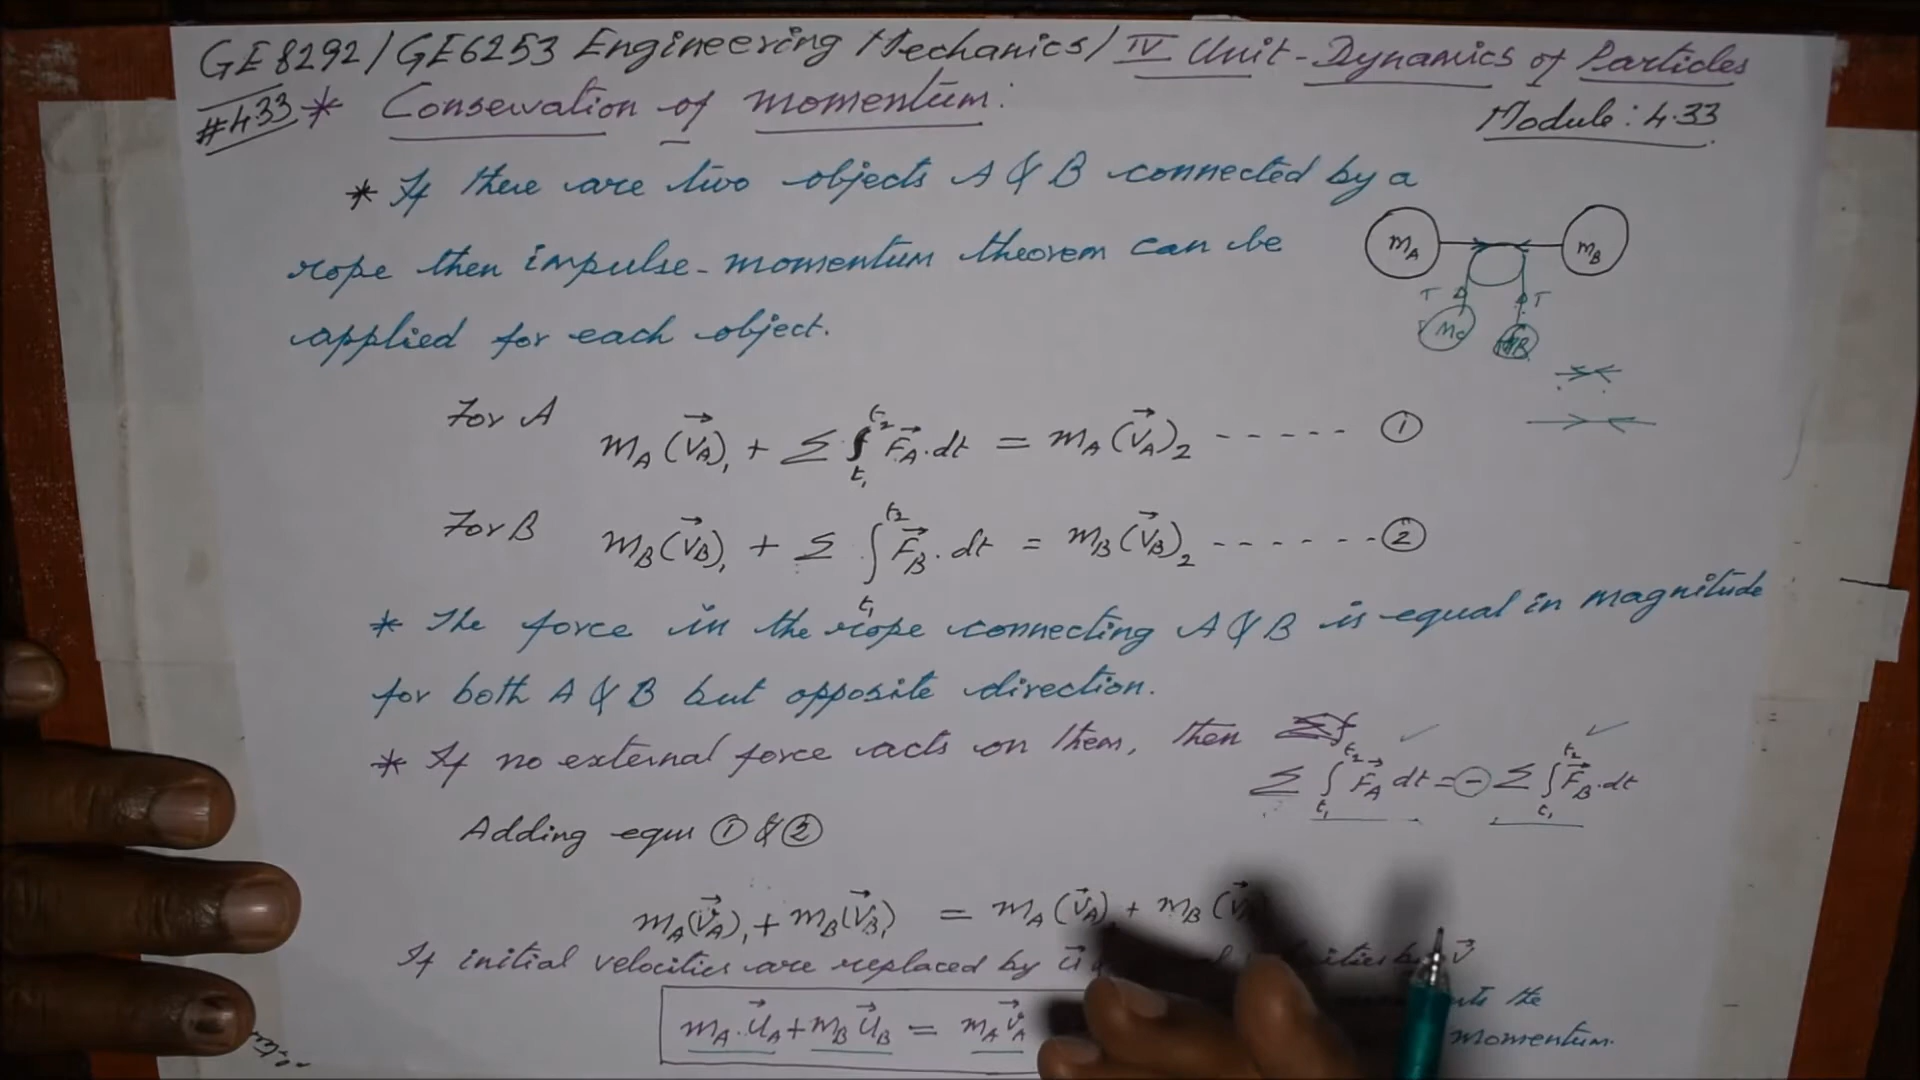 GE8292/GE6253 Engineering Mechanics/IV Unit-Dynamics of Particles
#4.33 * Conservation of momentum:
Module: 4.33
* If there are two objects A & B connected by a
rope then impulse-momentum theorem can be
applied for each object.
mA
mB
T
T
For A mA(V⃗A)1 + Σ ∫t1t2 F⃗A.dt = mA(V⃗A)2 ----- ①
For B mB(V⃗B)1 + Σ ∫t1t2 F⃗B.dt = mB(V⃗B)2 ------- ②
* The force in the rope connecting A & B is equal in magnitude
for both A & B but opposite direction.
* If no external force acts on them, then
Σ ∫t1t2 F⃗A dt = - Σ ∫t1t2 F⃗B.dt
Adding equn ① & ②
mA(V⃗A)1 + mB(V⃗B)1 = mA(V⃗A) + mB(V⃗
If initial velocities are replaced by u⃗ v⃗
mA.u⃗A + mB u⃗B = mA v⃗A
the
momentum.